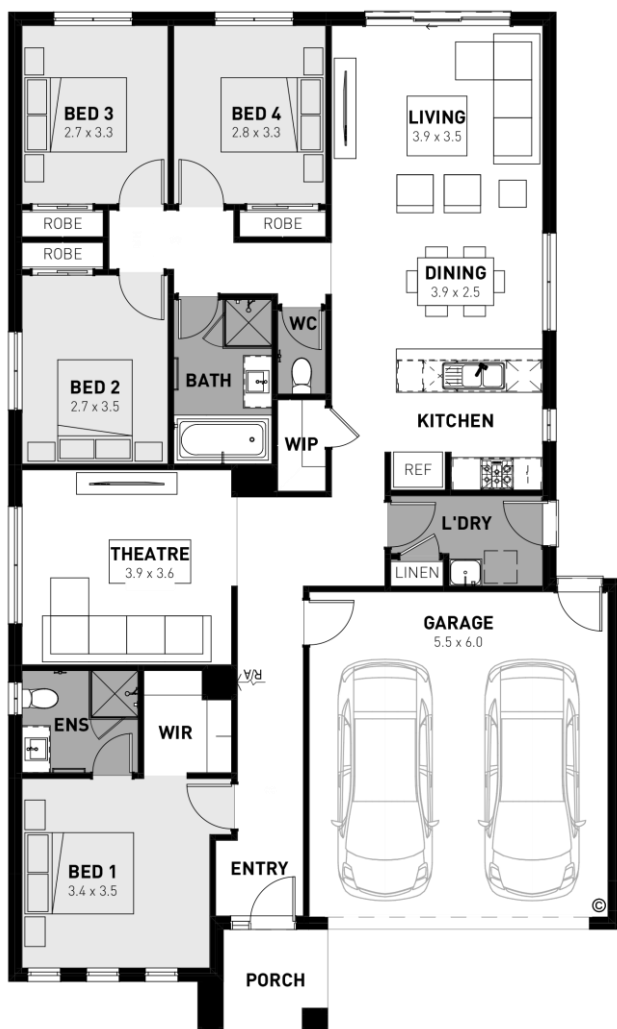 BED 3
2.7 x 3.3
BED 4
2.8 x 3.3
LIVING
3.9 x 3.5
ROBE
ROBE
ROBE
DINING
3.9 x 2.5
WC
BATH
BED 2
2.7 x 3.5
KITCHEN
WIP
REF
L'DRY
LINEN
THEATRE
3.9 x 3.6
GARAGE
5.5 x 6.0
R/A
ENS
WIR
BED 1
3.4 x 3.5
ENTRY
©
PORCH